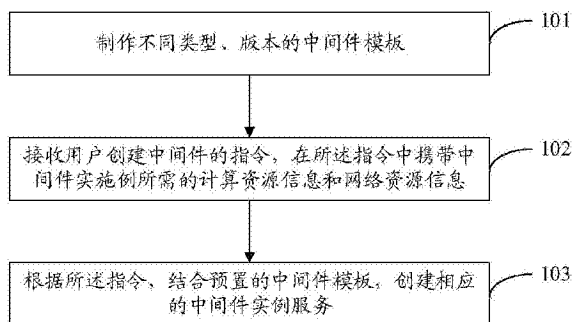 制作不同类型、版本的中间件模板
101
接收用户创建中间件的指令，在所述指令中携带中
间件实施例所需的计算资源信息和网络资源信息
102
根据所述指令、结合预置的中间件模板，创建相应
的中间件实例服务
103